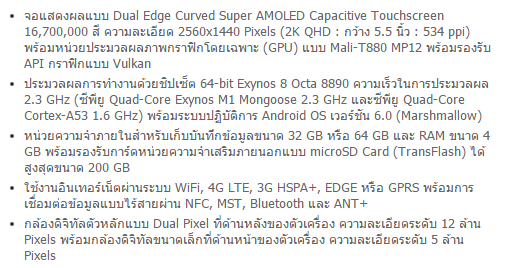 จอแสดงผลแบบ Dual Edge Curved Super AMOLED Capacitive Touchscreen
16,700,000 สี ความละเอียด 2560x1440 Pixels (2K QHD : กว้าง 5.5 นิ้ว : 534 ppi)
พร้อมหน่วยประมวลผลภาพกราฟิกโดยเฉพาะ (GPU) แบบ Mali-T880 MP12 พร้อมรองรับ
API กราฟิกแบบ Vulkan
ประมวลผลการทำงานด้วยชิปเซ็ต 64-bit Exynos 8 Octa 8890 ความเร็วในการประมวลผล
2.3 GHz (ซีพียู Quad-Core Exynos M1 Mongoose 2.3 GHz และซีพียู Quad-Core
Cortex-A53 1.6 GHz) พร้อมระบบปฏิบัติการ Android OS เวอร์ชัน 6.0 (Marshmallow)
หน่วยความจำภายในสำหรับเก็บบันทึกข้อมูลขนาด 32 GB หรือ 64 GB และ RAM ขนาด 4
GB พร้อมรองรับการ์ดหน่วยความจำเสริมภายนอกแบบ microSD Card (TransFlash) ได้
สูงสุดขนาด 200 GB
ใช้งานอินเทอร์เน็ตผ่านระบบ WiFi, 4G LTE, 3G HSPA+, EDGE หรือ GPRS พร้อมการ
เชื่อมต่อข้อมูลแบบไร้สายผ่าน NFC, MST, Bluetooth และ ANT+
กล้องดิจิทัลตัวหลักแบบ Dual Pixel ที่ด้านหลังของตัวเครื่อง ความละเอียดระดับ 12 ล้าน
Pixels พร้อมกล้องดิจิทัลขนาดเล็กที่ด้านหน้าของตัวเครื่อง ความละเอียดระดับ 5 ล้าน
Pixels